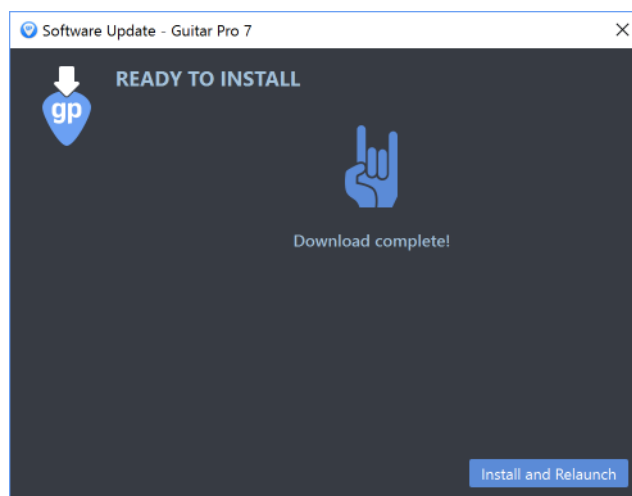 Software Update - Guitar Pro 7
gp
READY TO INSTALL
Download complete!
Install and Relaunch